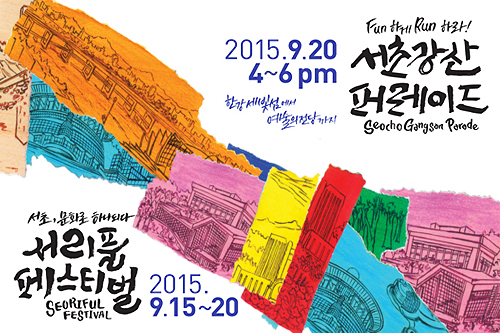 Fun 하게 Run 하라!
2015.9.20
4~6 pm
서초강산
퍼레이드
Seocho Gangsan Parade
한강 세빛섬에서
예술의전당까지
서초, 문화로 하나되다
서리풀
페스티벌
SEORIFUL
FESTIVAL
2015.
9.15~20